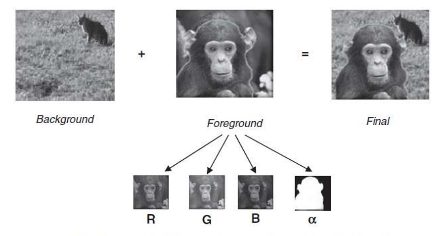 + =
Background Foreground Final
R G B α